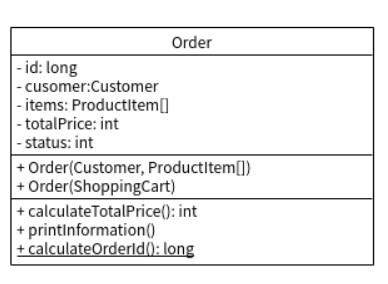 Order
- id: long
- cusomer:Customer
- items: ProductItem[]
- totalPrice: int
- status: int
+ Order(Customer, ProductItem[])
+ Order(ShoppingCart)
+ calculateTotalPrice(): int
+ printInformation()
+ calculateOrderId(): long